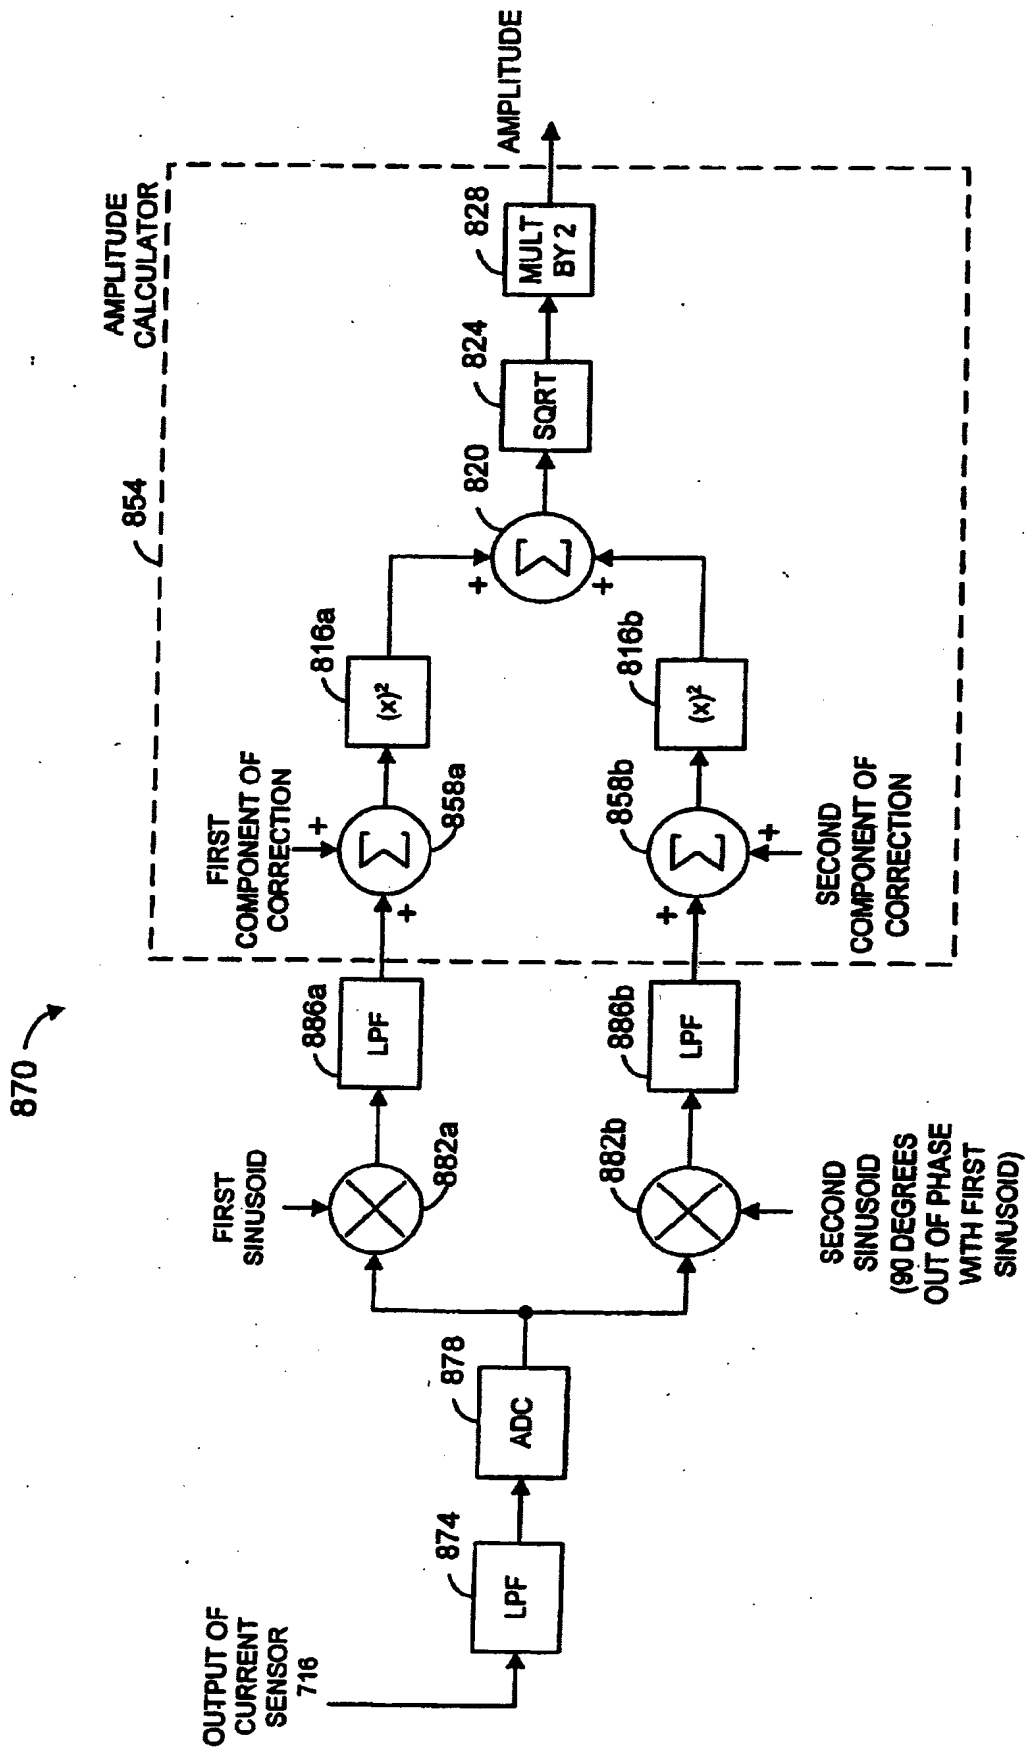 870
OUTPUT OF
CURRENT
SENSOR
716
874
LPF
878
ADC
FIRST
SINUSOID
882a
886a
LPF
882b
SECOND
SINUSOID
(90 DEGREES
OUT OF PHASE
WITH FIRST
SINUSOID)
886b
LPF
AMPLITUDE
CALCULATOR
854
FIRST
COMPONENT OF
CORRECTION
+
+
Σ
858a
816a
(x)²
858b
+
+
Σ
SECOND
COMPONENT OF
CORRECTION
816b
(x)²
820
+
+
Σ
824
SQRT
828
MULT
BY 2
AMPLITUDE